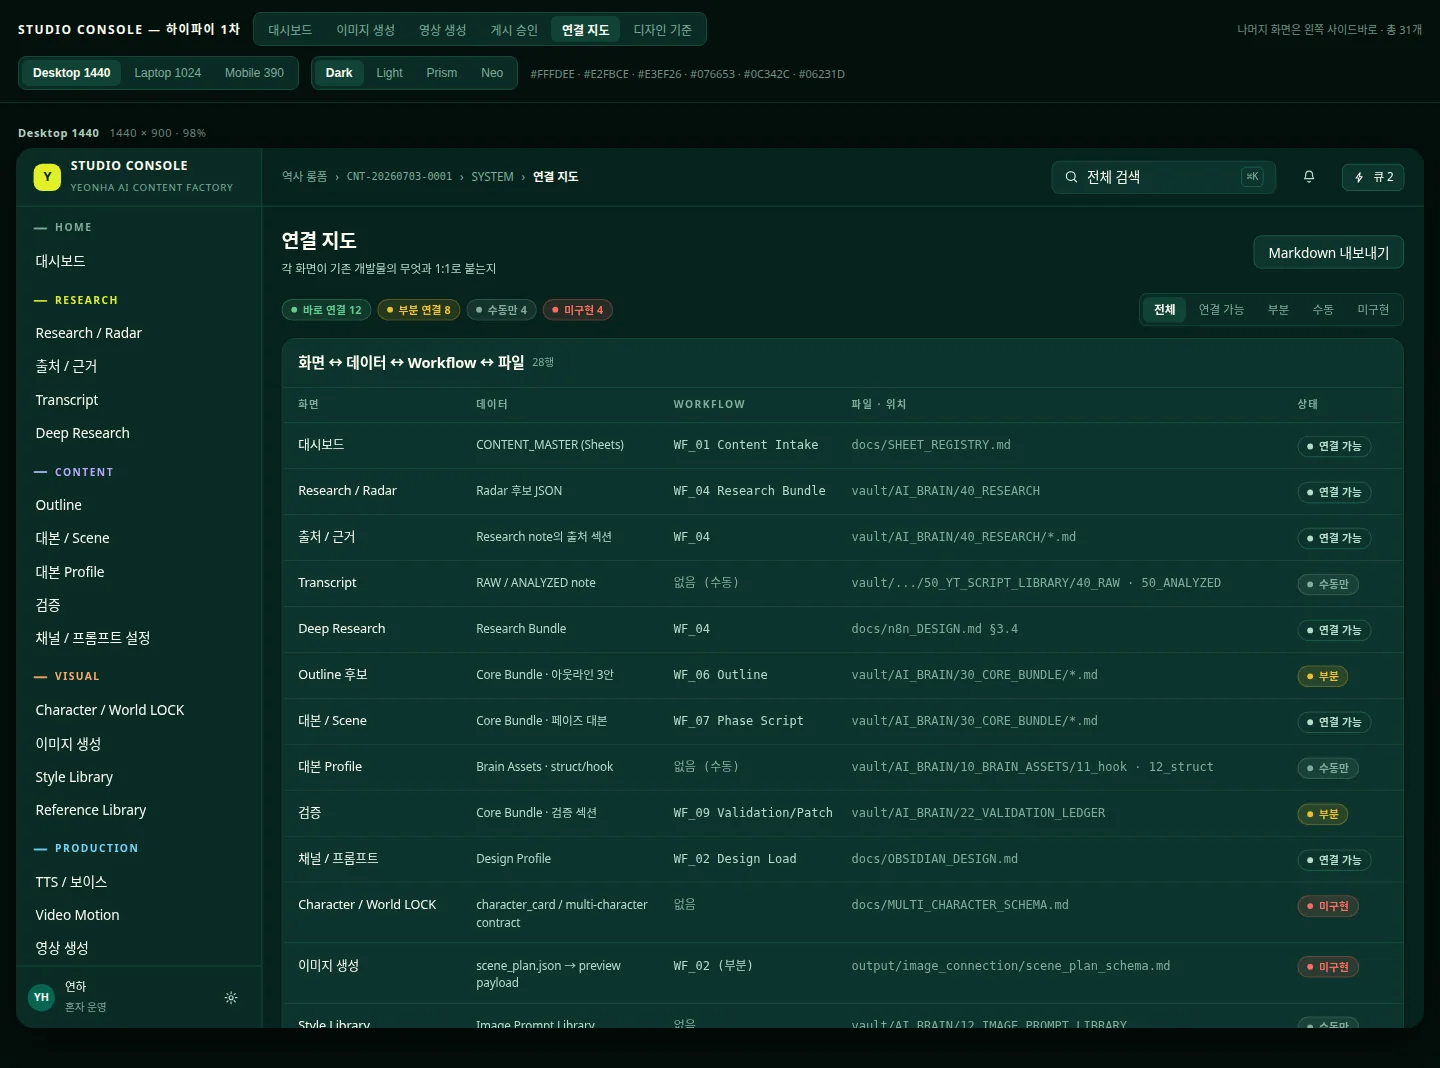 STUDIO CONSOLE — 하이파이 1차
대시보드 이미지 생성 영상 생성 게시 승인 연결 지도 디자인 기준
나머지 화면은 왼쪽 사이드바로 · 총 31개
Desktop 1440 Laptop 1024 Mobile 390
Dark Light Prism Neo
#FFFDEE · #E2FBCE · #E3EF26 · #076653 · #0C342C · #06231D
Desktop 1440 1440 × 900 · 98%
Y
STUDIO CONSOLE
YEONHA AI CONTENT FACTORY
HOME
대시보드
RESEARCH
Research / Radar
출처 / 근거
Transcript
Deep Research
CONTENT
Outline
대본 / Scene
대본 Profile
검증
채널 / 프롬프트 설정
VISUAL
Character / World LOCK
이미지 생성
Style Library
Reference Library
PRODUCTION
TTS / 보이스
Video Motion
영상 생성
YH
연하
혼자 운영
역사 롱폼 › CNT-20260703-0001 › SYSTEM › 연결 지도
전체 검색 ⌘K
큐 2
연결 지도
각 화면이 기존 개발물의 무엇과 1:1로 붙는지
Markdown 내보내기
바로 연결 12 부분 연결 8 수동만 4 미구현 4
전체 연결 가능 부분 수동 미구현
화면 ↔ 데이터 ↔ Workflow ↔ 파일 28행
화면 데이터 WORKFLOW 파일 · 위치 상태
대시보드 CONTENT_MASTER (Sheets) WF_01 Content Intake docs/SHEET_REGISTRY.md 연결 가능
Research / Radar Radar 후보 JSON WF_04 Research Bundle vault/AI_BRAIN/40_RESEARCH 연결 가능
출처 / 근거 Research note의 출처 섹션 WF_04 vault/AI_BRAIN/40_RESEARCH/*.md 연결 가능
Transcript RAW / ANALYZED note 없음 (수동) vault/.../50_YT_SCRIPT_LIBRARY/40_RAW · 50_ANALYZED 수동만
Deep Research Research Bundle WF_04 docs/n8n_DESIGN.md §3.4 연결 가능
Outline 후보 Core Bundle · 아웃라인 3안 WF_06 Outline vault/AI_BRAIN/30_CORE_BUNDLE/*.md 부분
대본 / Scene Core Bundle · 페이즈 대본 WF_07 Phase Script vault/AI_BRAIN/30_CORE_BUNDLE/*.md 연결 가능
대본 Profile Brain Assets · struct/hook 없음 (수동) vault/AI_BRAIN/10_BRAIN_ASSETS/11_hook · 12_struct 수동만
검증 Core Bundle · 검증 섹션 WF_09 Validation/Patch vault/AI_BRAIN/22_VALIDATION_LEDGER 부분
채널 / 프롬프트 Design Profile WF_02 Design Load docs/OBSIDIAN_DESIGN.md 연결 가능
Character / World LOCK character_card / multi-character 없음 docs/MULTI_CHARACTER_SCHEMA.md 미구현
contract
이미지 생성 scene_plan.json → preview WF_02 (부분) output/image_connection/scene_plan_schema.md 미구현
payload
Style Library Image Prompt Library 없음 vault/AI_BRAIN/12_IMAGE_PROMPT_LIBRARY 수동만